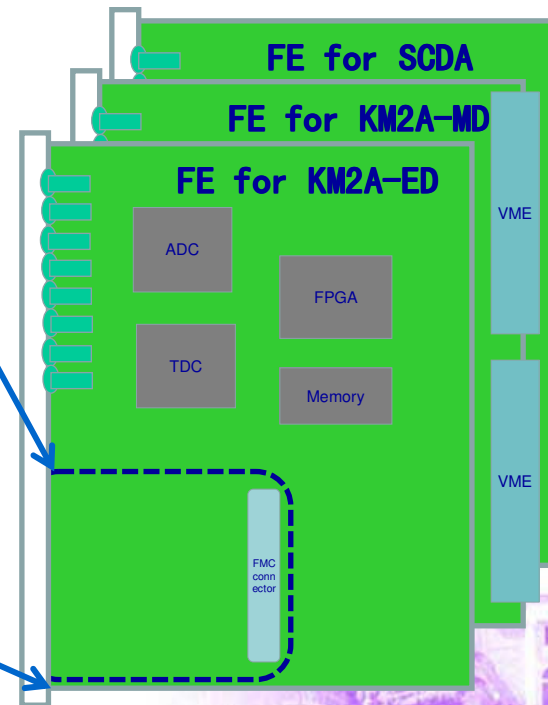 FE for SCDA
FE for KM2A-MD
FE for KM2A-ED
VME
ADC
FPGA
TDC
Memory
VME
FMC
conn
ector